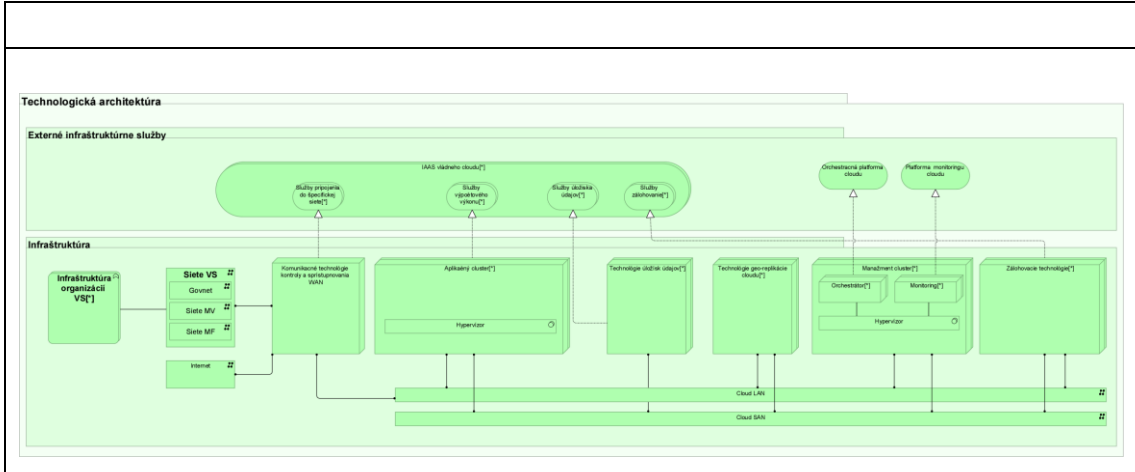 Technologická architektúra
Externé infraštruktúrne služby
IAAS vládneho cloudu[*]
Služby pripojenia
do špecifickej
siete[*]
Služby
výpočtového
výkonu[*]
Služby úložiská
údajov[*]
Služby
zálohovanie[*]
Orchestračná platforma
cloudu
Platforma monitoringu
cloudu
Infraštruktúra
Infraštruktúra
organizácií
VS[*]
Siete VS
Govnet
Siete MV
Siete MF
Internet
Komunikačné technológie
kontroly a sprístupnovania
WAN
Aplikačný cluster[*]
Hypervízor
Technológie úložísk údajov[*]
Technológie geo-replikácie
cloudu[*]
Manažment cluster[*]
Orchestrátor[*]
Monitoring[*]
Hypervízor
Zálohovacie technológie[*]
Cloud LAN
Cloud SAN